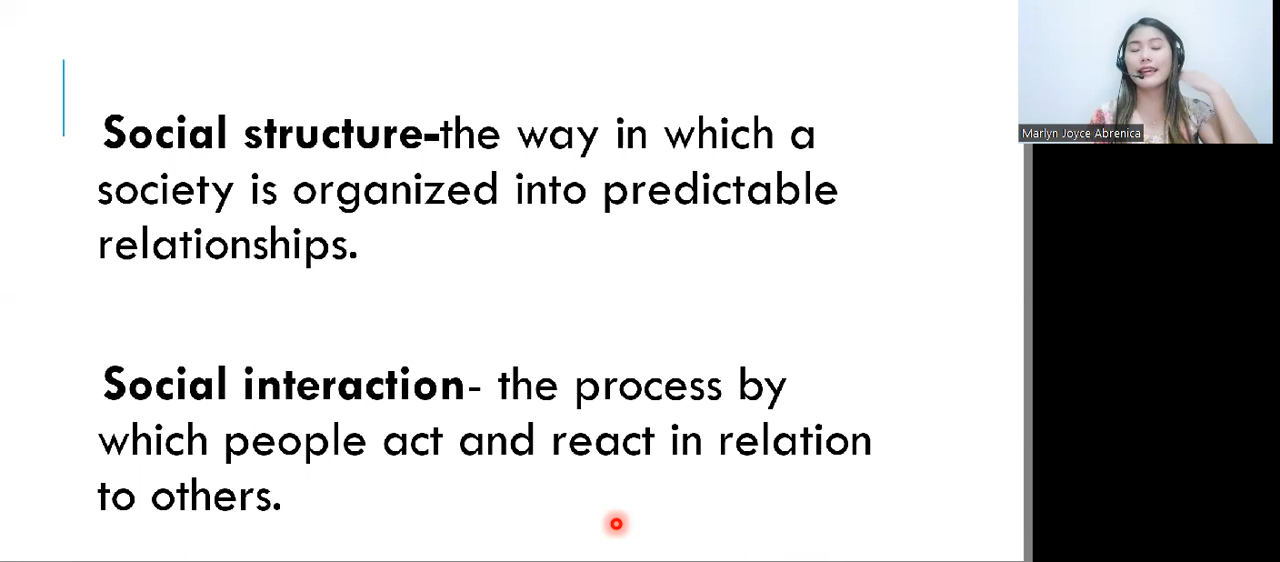 Social structure-the way in which a
society is organized into predictable
relationships.
Social interaction- the process by
which people act and react in relation
to others.
Marlyn Joyce Abrenica